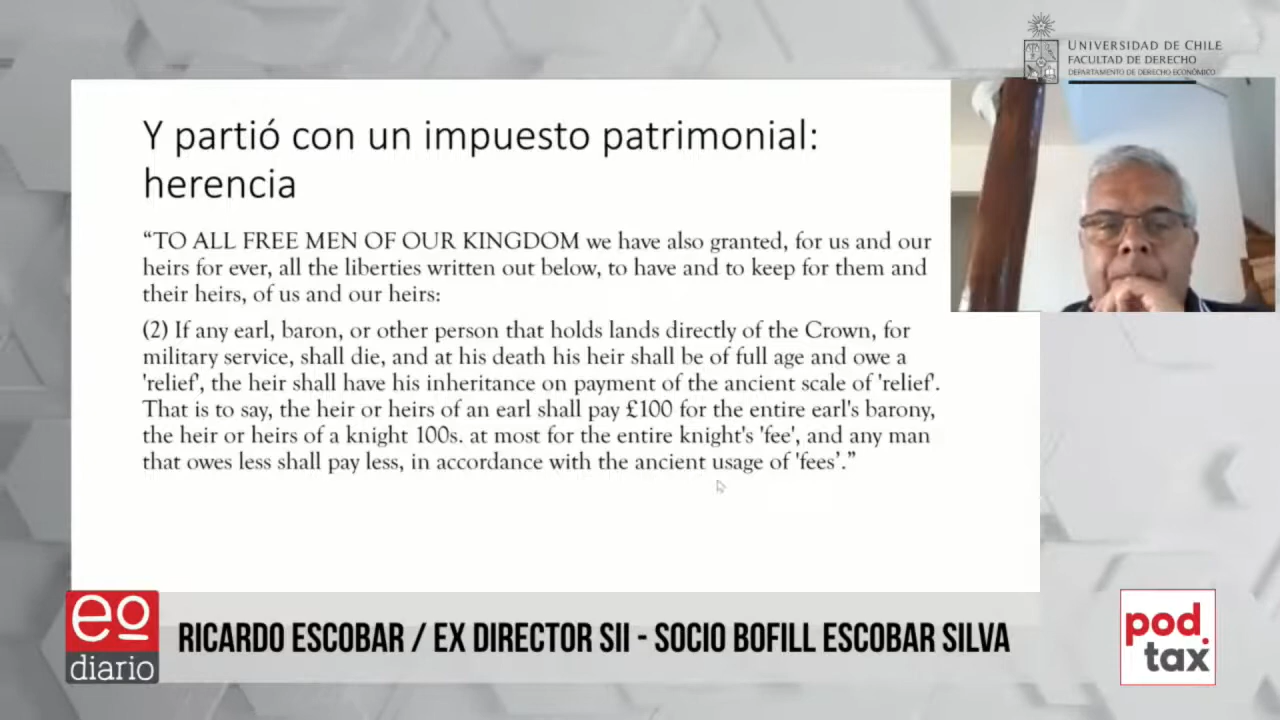 UNIVERSIDAD DE CHILE
FACULTAD DE DERECHO
DEPARTAMENTO DE DERECHO ECONÓMICO
Y partió con un impuesto patrimonial:
herencia
“TO ALL FREE MEN OF OUR KINGDOM we have also granted, for us and our
heirs for ever, all the liberties written out below, to have and to keep for them and
their heirs, of us and our heirs:
(2) If any earl, baron, or other person that holds lands directly of the Crown, for
military service, shall die, and at his death his heir shall be of full age and owe a
'relief', the heir shall have his inheritance on payment of the ancient scale of 'relief'.
That is to say, the heir or heirs of an earl shall pay £100 for the entire earl's barony,
the heir or heirs of a knight 100s. at most for the entire knight's 'fee', and any man
that owes less shall pay less, in accordance with the ancient usage of 'fees’.”
eo
diario
RICARDO ESCOBAR / EX DIRECTOR SII - SOCIO BOFILL ESCOBAR SILVA
pod.
tax